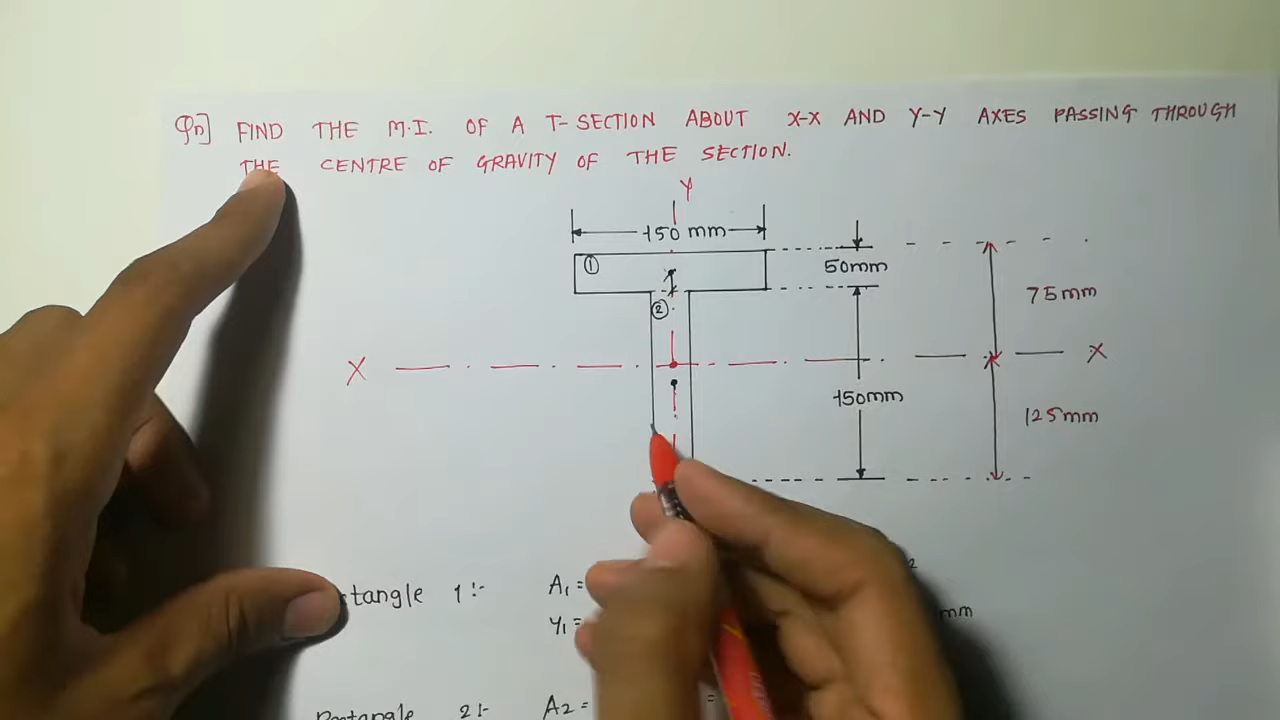 Qn] FIND THE M.I. OF A T-SECTION ABOUT X-X AND Y-Y AXES PASSING THROUGH
THE CENTRE OF GRAVITY OF THE SECTION.
Y
150 mm
①
50mm
②
75mm
X
X
150mm
125mm
tangle 1:- A1=
2
Y1=
mm
Rectangle 2:- A2= =